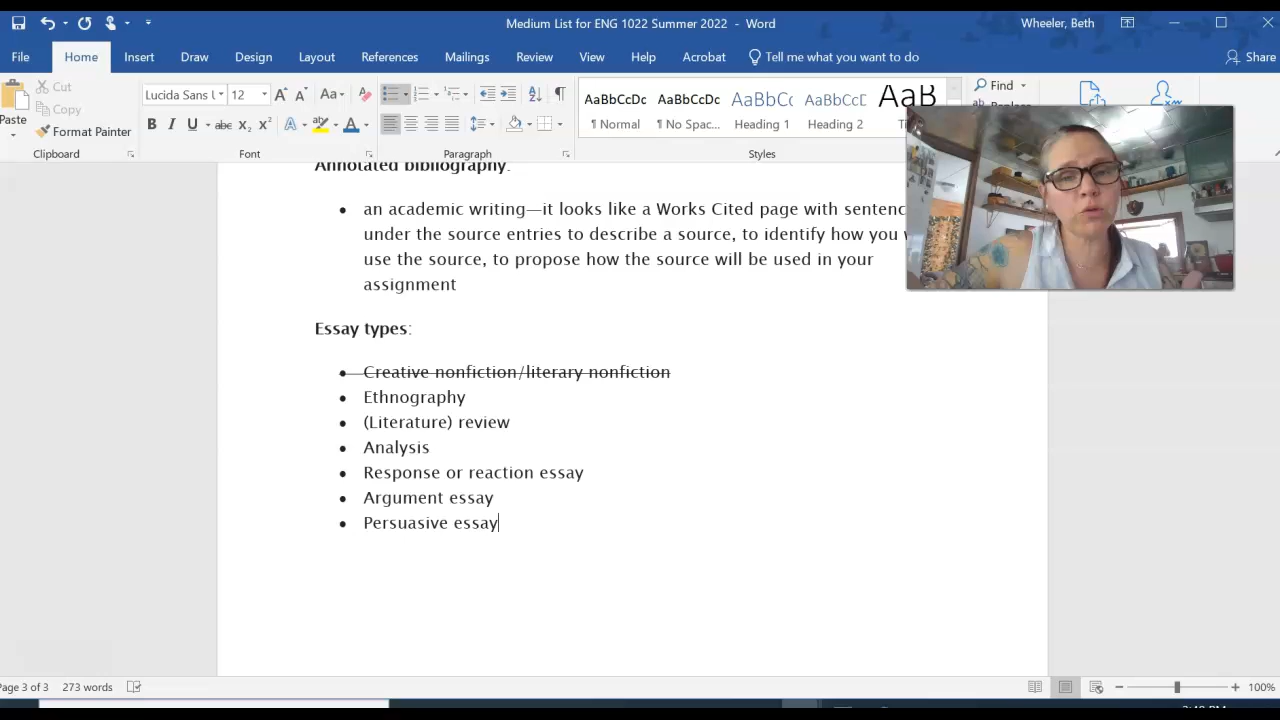 Medium List for ENG 1022 Summer 2022 - Word
Wheeler, Beth
File Home Insert Draw Design Layout References Mailings Review View Help Acrobat Tell me what you want to do Share
Cut
Copy
Paste
Format Painter
Clipboard
Lucida Sans 12
Font
Paragraph
AaBbCcDc AaBbCcDc AaBbCc AaBbCcD AaB
¶ Normal ¶ No Spac... Heading 1 Heading 2
Styles
Find
Annotated bibliography:
• an academic writing—it looks like a Works Cited page with
under the source entries to describe a source, to identify how you
use the source, to propose how the source will be used in your
assignment
Essay types:
• Creative nonfiction/literary nonfiction
• Ethnography
• (Literature) review
• Analysis
• Response or reaction essay
• Argument essay
• Persuasive essay
Page 3 of 3 273 words 100%